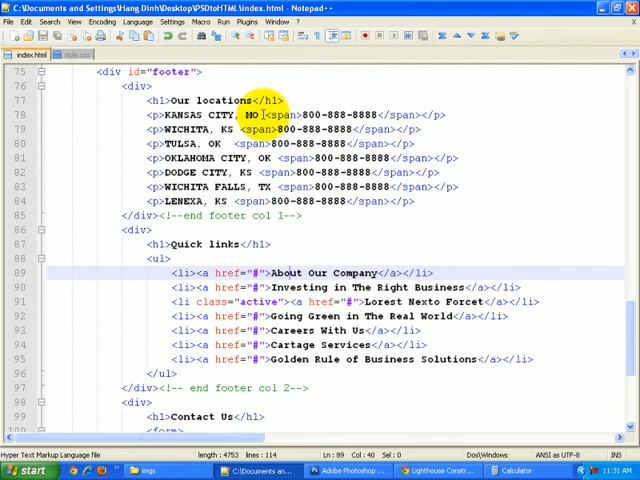 C:\Documents and Settings\Hang Dinh\Desktop\PSDtoHTML\index.html - Notepad++
File Edit Search View Encoding Language Settings Macro Run Plugins Window ?
index.html style.css
75 <div id="footer">
76 <div>
77 <h1>Our locations</h1>
78 <p>KANSAS CITY, MO <span>800-888-8888</span></p>
79 <p>WICHITA, KS <span>800-888-8888</span></p>
80 <p>TULSA, OK <span>800-888-8888</span></p>
81 <p>OKLAHOMA CITY, OK <span>800-888-8888</span></p>
82 <p>DODGE CITY, KS <span>800-888-8888</span></p>
83 <p>WICHITA FALLS, TX <span>800-888-8888</span></p>
84 <p>LENEXA, KS <span>800-888-8888</span></p>
85 </div><!--end footer col 1-->
86 <div>
87 <h1>Quick links</h1>
88 <ul>
89 <li><a href="#">About Our Company</a></li>
90 <li><a href="#">Investing in The Right Business</a></li>
91 <li class="active"><a href="#">Lorest Nexto Forcet</a></li>
92 <li><a href="#">Going Green in The Real World</a></li>
93 <li><a href="#">Careers With Us</a></li>
94 <li><a href="#">Cartage Services</a></li>
95 <li><a href="#">Golden Rule of Business Solutions</a></li>
96 </ul>
97 </div><!-- end footer col 2-->
98 <div>
99 <h1>Contact Us</h1>
<form>
Hyper Text Markup Language file length : 4753 lines : 114 Ln : 89 Col : 40 Sel : 0 Dos\Windows ANSI as UTF-8 INS
start imgs C:\Documents an... Adobe Photoshop ... Lighthouse Constr... Calculator 11:31 AM